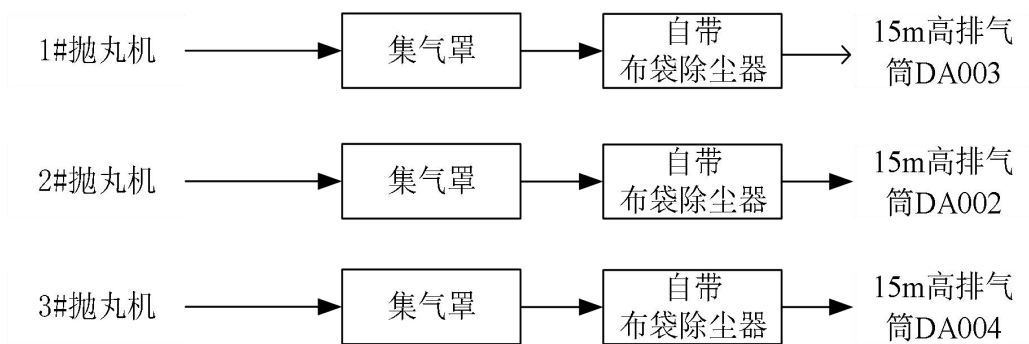 1#抛丸机
集气罩
自带
布袋除尘器
15m高排气
筒DA003
2#抛丸机
集气罩
自带
布袋除尘器
15m高排气
筒DA002
3#抛丸机
集气罩
自带
布袋除尘器
15m高排气
筒DA004